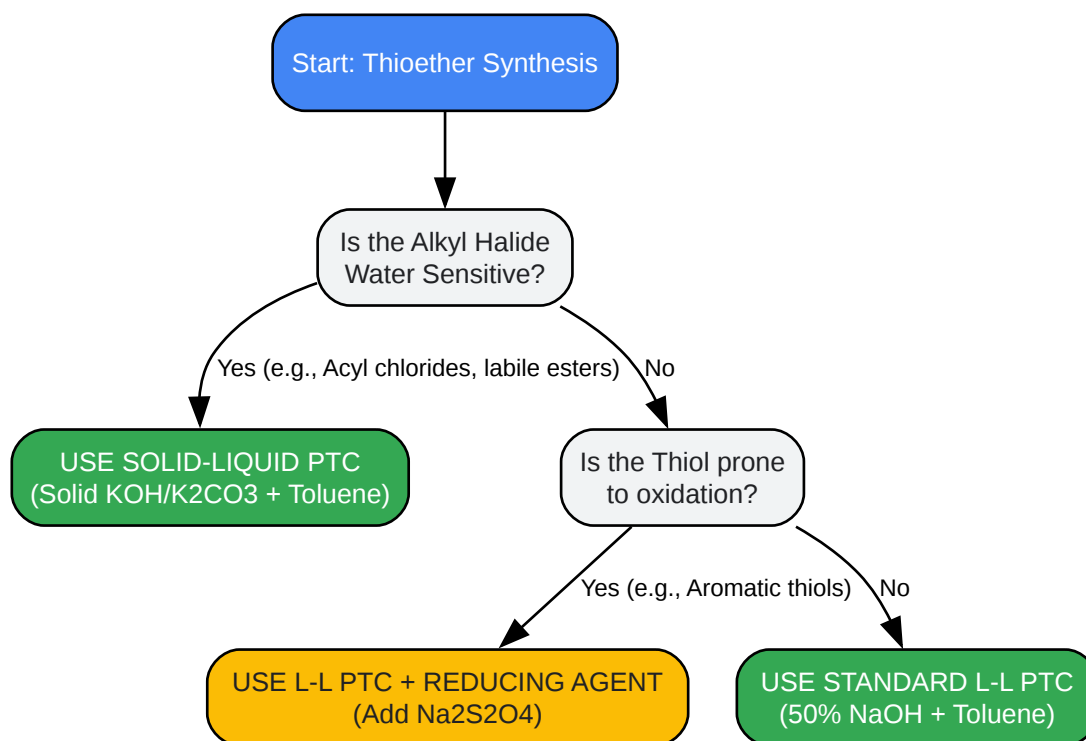 Start: Thioether Synthesis
Is the Alkyl Halide
Water Sensitive?
Yes (e.g., Acyl chlorides, labile esters)
No
USE SOLID-LIQUID PTC
(Solid KOH/K2CO3 + Toluene)
Is the Thiol prone
to oxidation?
Yes (e.g., Aromatic thiols)
No
USE L-L PTC + REDUCING AGENT
(Add Na2S2O4)
USE STANDARD L-L PTC
(50% NaOH + Toluene)